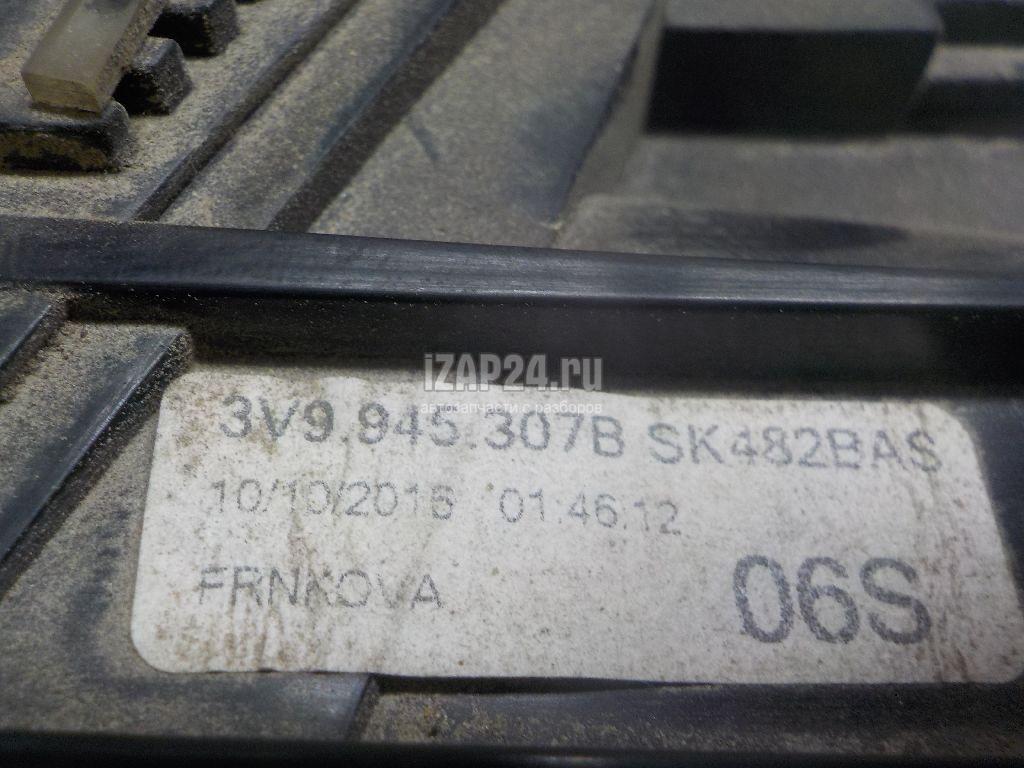 iZAP24.ru
автозапчасти с разборов
3V9.945.307B SK482BAS
10/10/2016 01:46:12
FRNKOVA
06S